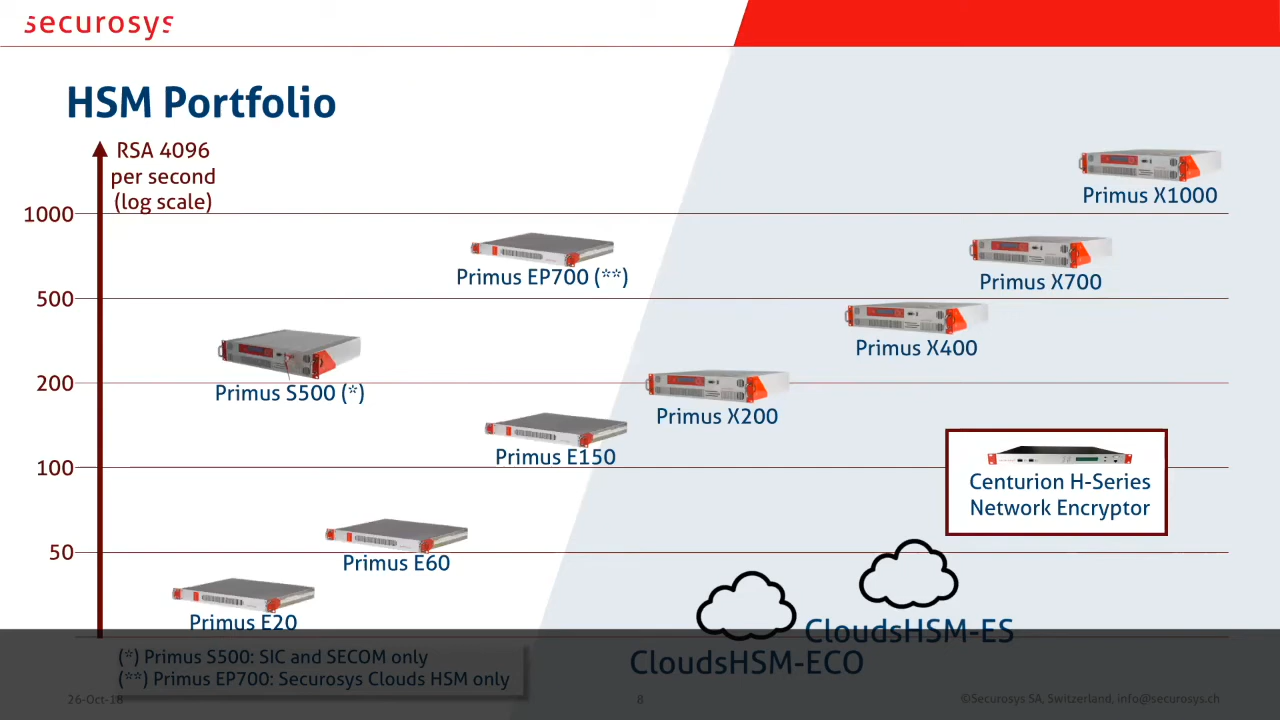 securosys
HSM Portfolio
RSA 4096
per second
(log scale)
1000
500
200
100
50
Primus X1000
Primus EP700 (**)
Primus X700
Primus X400
Primus S500 (*)
Primus X200
Primus E150
Centurion H-Series
Network Encryptor
Primus E60
Primus E20
CloudsHSM-ES
CloudsHSM-ECO
(*) Primus S500: SIC and SECOM only
(**) Primus EP700: Securosys Clouds HSM only
26-Oct-18
8
©Securosys SA, Switzerland, info@securosys.ch